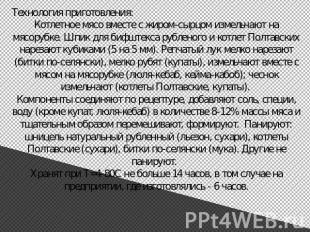 Технология приготовления:
Котлетное мясо вместе с жиром-сырцом измельчают на
мясорубке. Шпик для бифштекса рубленого и котлет Полтавских
нарезают кубиками (5 на 5 мм). Репчатый лук мелко нарезают
(битки по-селянски), мелко рубят (купаты), измельчают вместе с
мясом на мясорубке (люля-кебаб, кейма-кабоб); чеснок
измельчают (котлеты Полтавские, купаты).
Компоненты соединяют по рецептуре, добавляют соль, специи,
воду (кроме купат, люля-кебаб) в количестве 8-12% массы мяса и
тщательным образом перемешивают, формируют. Панируют:
шницель натуральный рубленный (льезон, сухари), котлеты
Полтавские (сухари), битки по-селянски (мука). Другие не
панируют.
Хранят при T=4-80С не больше 14 часов, в том случае на
предприятии, где изготовлялись - 6 часов.
PPt4WEB.ru